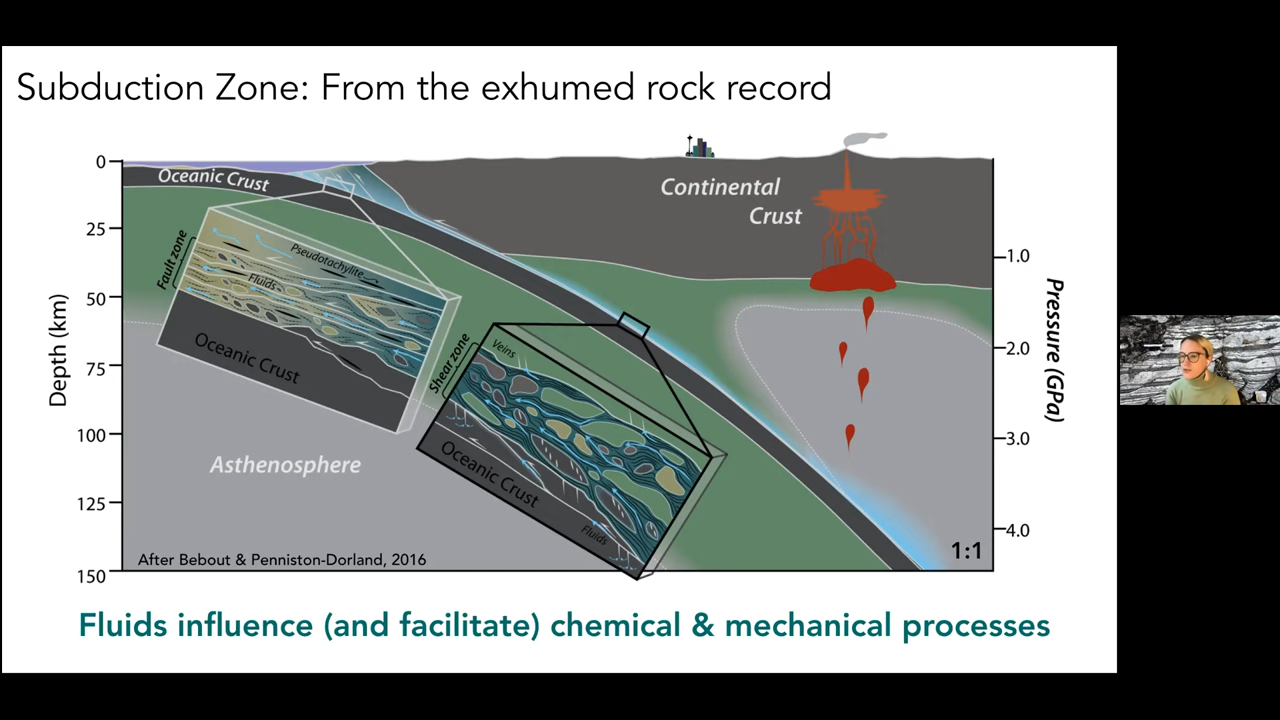 Subduction Zone: From the exhumed rock record
0
25
50
75
100
125
150
Depth (km)
Oceanic Crust
Continental
Crust
1.0
2.0
3.0
4.0
Pressure (GPa)
Fault zone
Pseudotachylite
Fluids
Oceanic Crust
Shear zone
Veins
Oceanic Crust
Fluids
Asthenosphere
After Bebout & Penniston-Dorland, 2016
1:1
Fluids influence (and facilitate) chemical & mechanical processes